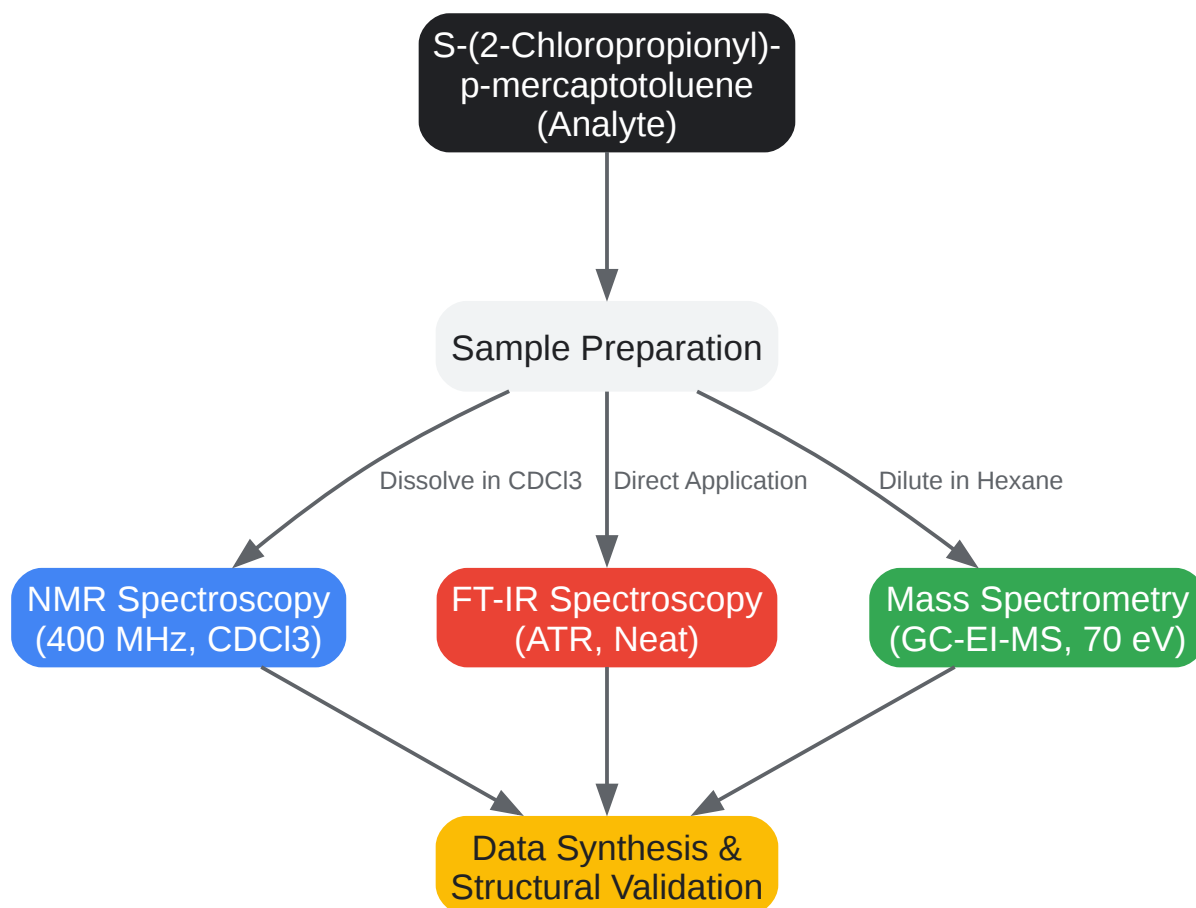 S-(2-Chloropropionyl)-
p-mercaptotoluene
(Analyte)
Sample Preparation
Dissolve in CDCl3
Direct Application
Dilute in Hexane
NMR Spectroscopy
(400 MHz, CDCl3)
FT-IR Spectroscopy
(ATR, Neat)
Mass Spectrometry
(GC-EI-MS, 70 eV)
Data Synthesis &
Structural Validation